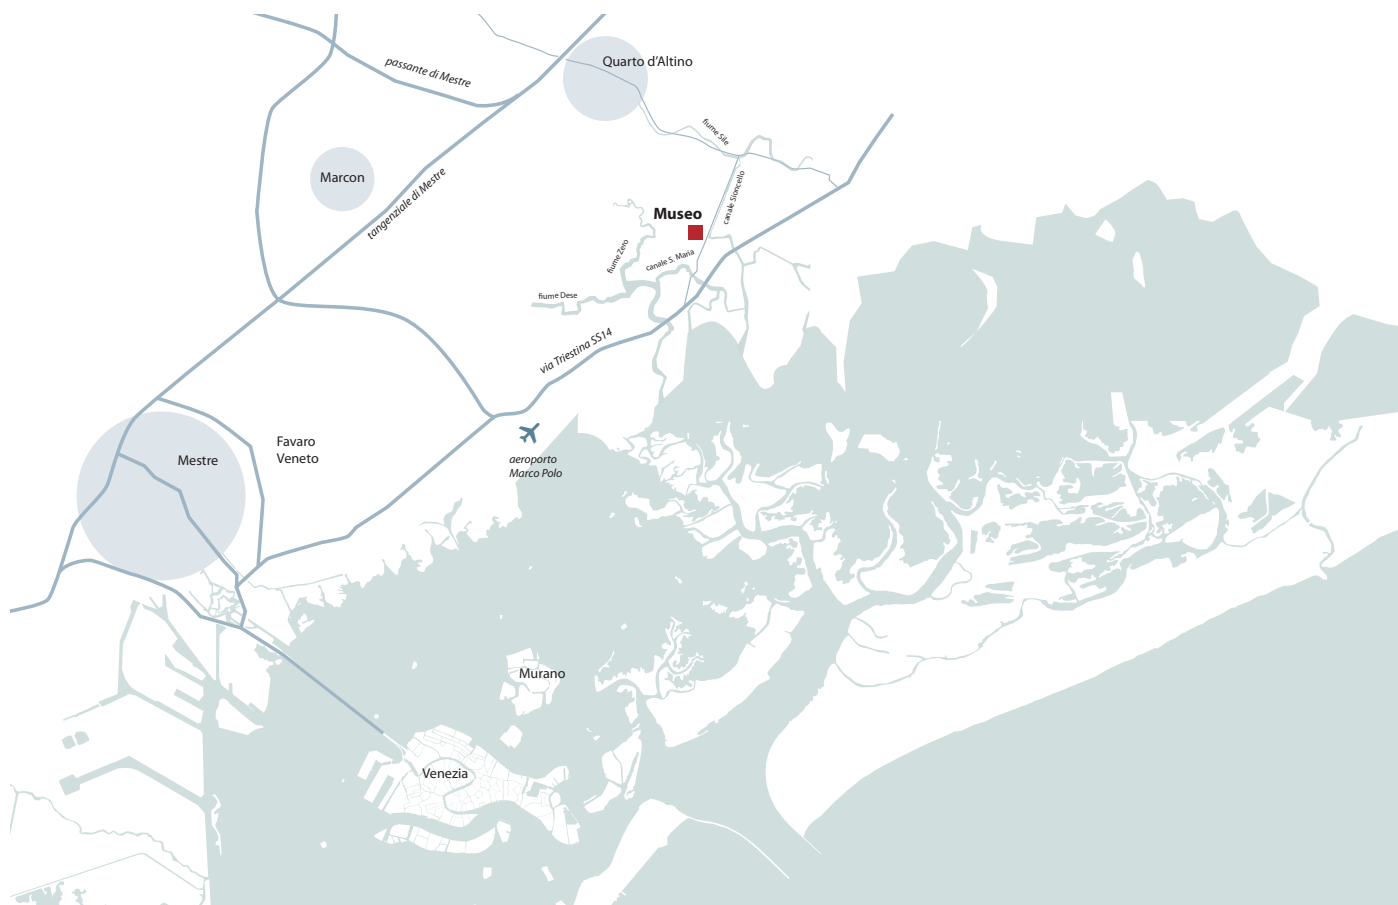 Quarto d’Altino
passante di Mestre
fiume Sile
Marcon
tangenziale di Mestre
canale Sioncello
Museo
fiume Zero
canale S. Maria
fiume Dese
via Triestina SS14
Favaro
Veneto
Mestre
aeroporto
Marco Polo
Murano
Venezia